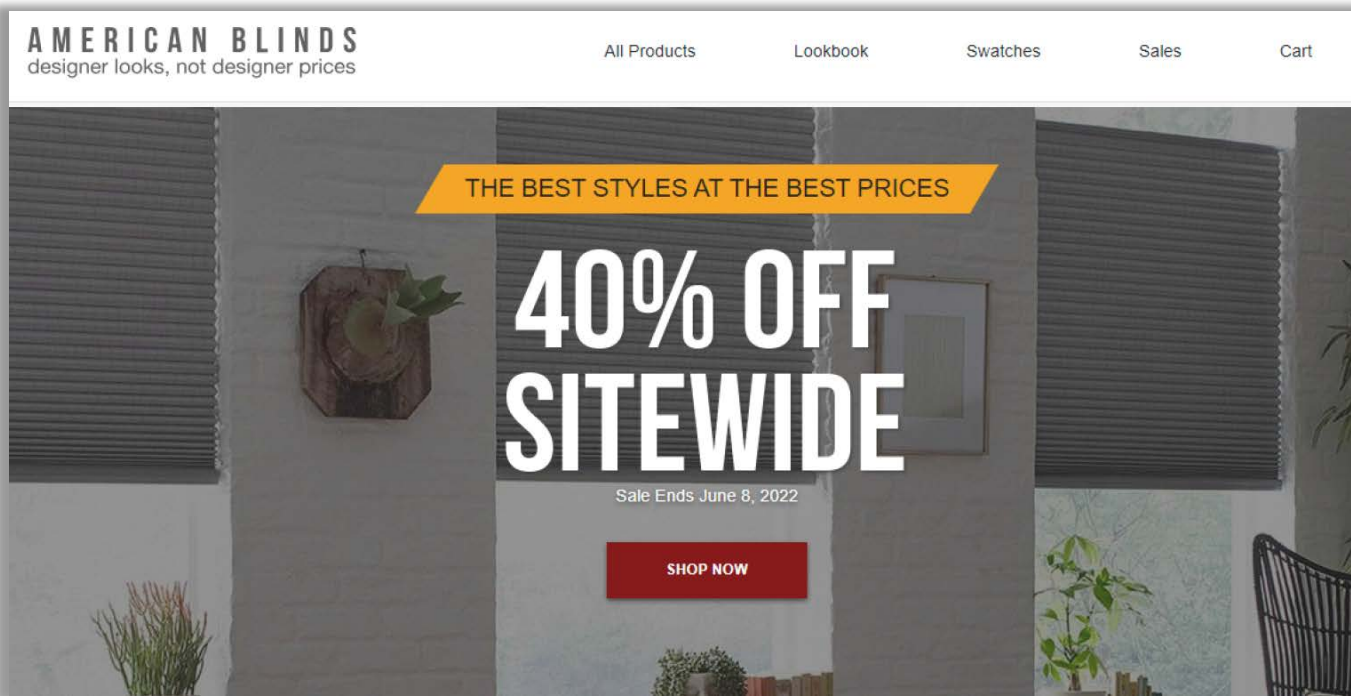 AMERICAN BLINDS
designer looks, not designer prices
All Products Lookbook Swatches Sales Cart
THE BEST STYLES AT THE BEST PRICES
40% OFF
SITEWIDE
Sale Ends June 8, 2022
SHOP NOW